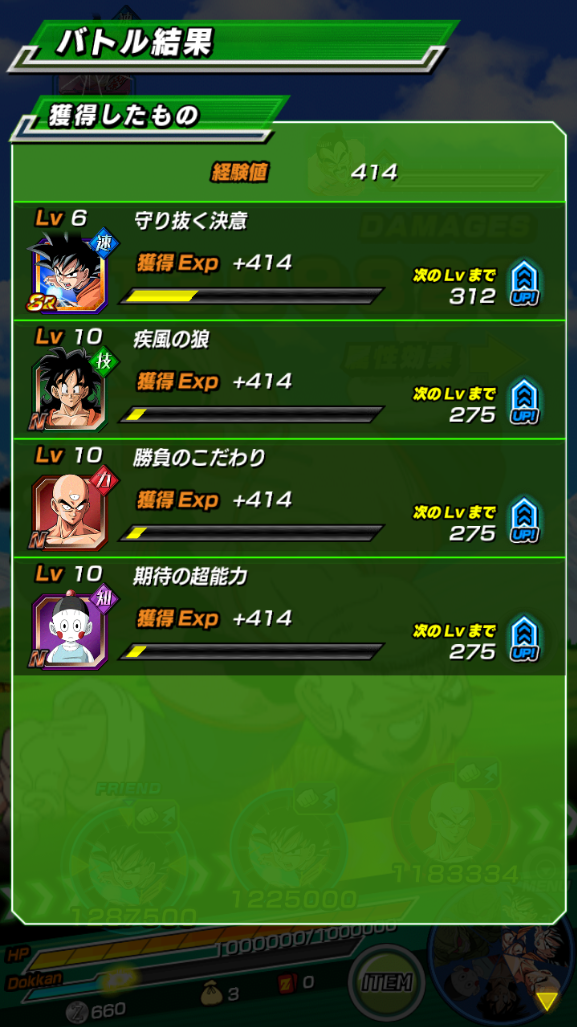 バトル結果
獲得したもの
経験値 414
Lv 6 守り抜く決意
速
獲得 Exp +414
次の Lv まで
312
UP!
SR
Lv 10 疾風の狼
技
獲得 Exp +414
次の Lv まで
275
UP!
N
Lv 10 勝負のこだわり
力
獲得 Exp +414
次の Lv まで
275
UP!
N
Lv 10 期待の超能力
知
獲得 Exp +414
次の Lv まで
275
UP!
N
DAMAGES
属性効果
FRIEND
1183334
1225000
1287500
MENU
HP
1000000/1000000
Dokkan
660
3
0
ITEM